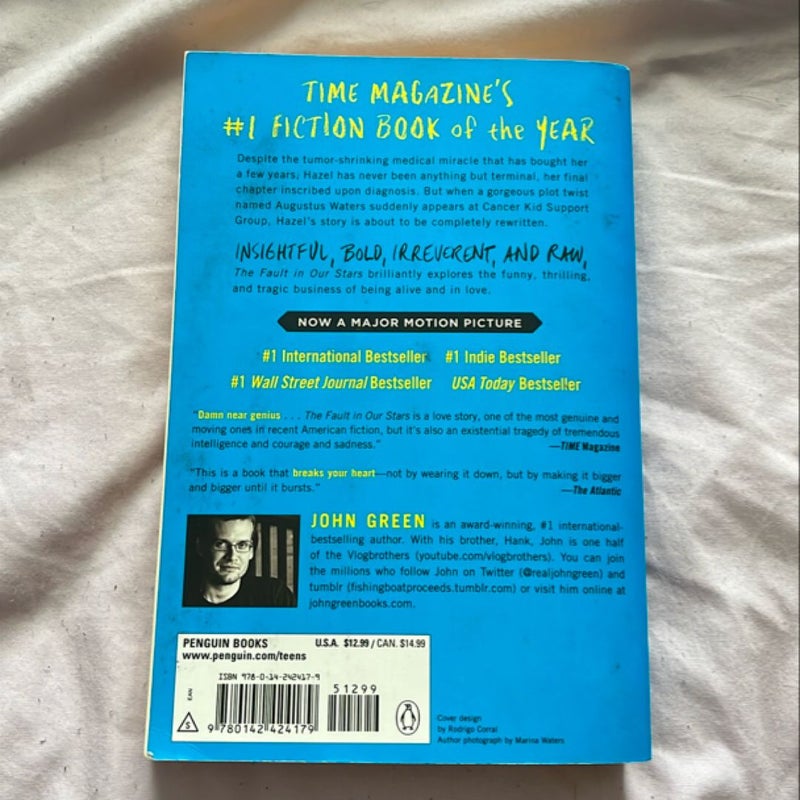 TIME MAGAZINE'S
#1 FICTION BOOK of the YEAR
Despite the tumor-shrinking medical miracle that has bought her
a few years, Hazel has never been anything but terminal, her final
chapter inscribed upon diagnosis. But when a gorgeous plot twist
named Augustus Waters suddenly appears at Cancer Kid Support
Group, Hazel's story is about to be completely rewritten.
INSIGHTFUL, BOLD, IRREVERENT, AND RAW,
The Fault in Our Stars brilliantly explores the funny, thrilling,
and tragic business of being alive and in love.
NOW A MAJOR MOTION PICTURE
#1 International Bestseller #1 Indie Bestseller
#1 Wall Street Journal Bestseller USA Today Bestseller
"Damn near genius . . . The Fault in Our Stars is a love story, one of the most genuine and
moving ones in recent American fiction, but it's also an existential tragedy of tremendous
intelligence and courage and sadness."
—TIME Magazine
"This is a book that breaks your heart—not by wearing it down, but by making it bigger
and bigger until it bursts."
—The Atlantic
JOHN GREEN is an award-winning, #1 international-
bestselling author. With his brother, Hank, John is one half
of the Vlogbrothers (youtube.com/vlogbrothers). You can join
the millions who follow John on Twitter (@realjohngreen) and
tumblr (fishingboatproceeds.tumblr.com) or visit him online at
johngreenbooks.com.
PENGUIN BOOKS U.S.A. $12.99 / CAN. $14.99
www.penguin.com/teens
ISBN 978-0-14-242417-9
51299
EAN
S
9 780142 424179
Cover design
by Rodrigo Corral
Author photograph by Marina Waters